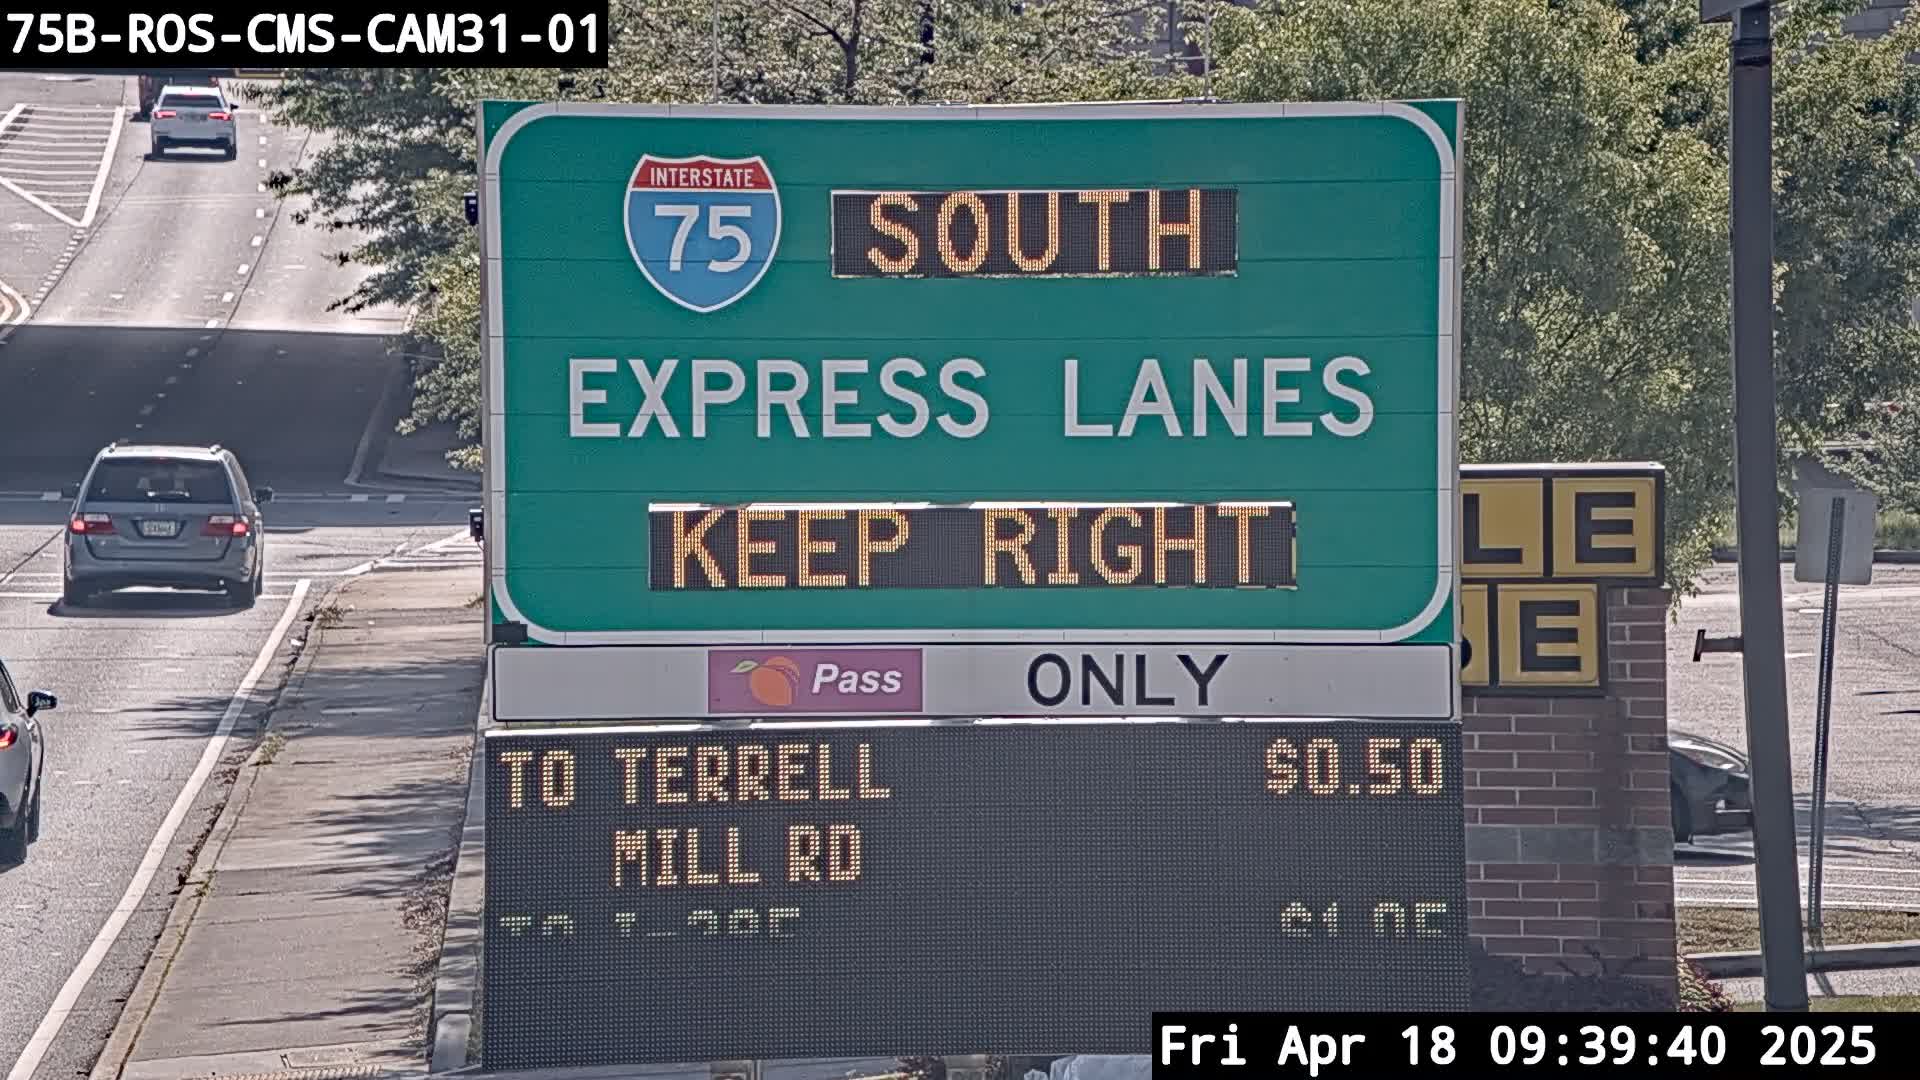 75B-ROS-CMS-CAM31-01
INTERSTATE
75
SOUTH
EXPRESS LANES
KEEP RIGHT
Pass ONLY
TO TERRELL $0.50
MILL RD
LE
E
Fri Apr 18 09:39:40 2025